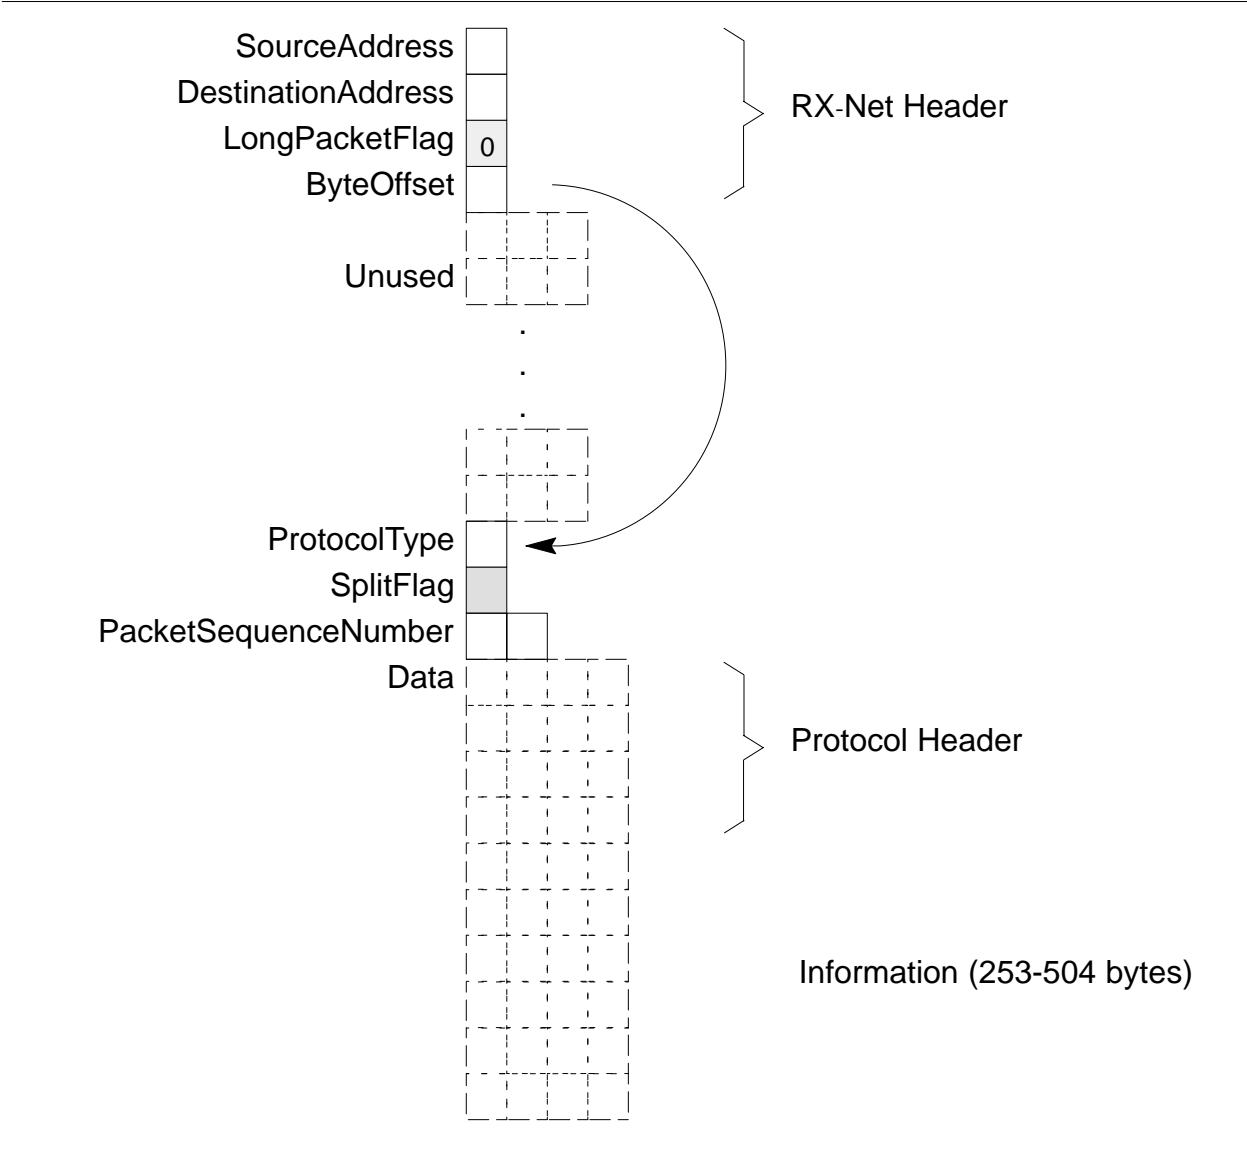 SourceAddress
DestinationAddress
RX-Net Header
LongPacketFlag 0
ByteOffset
Unused
.
.
.
ProtocolType
SplitFlag
PacketSequenceNumber
Data
Protocol Header
Information (253-504 bytes)